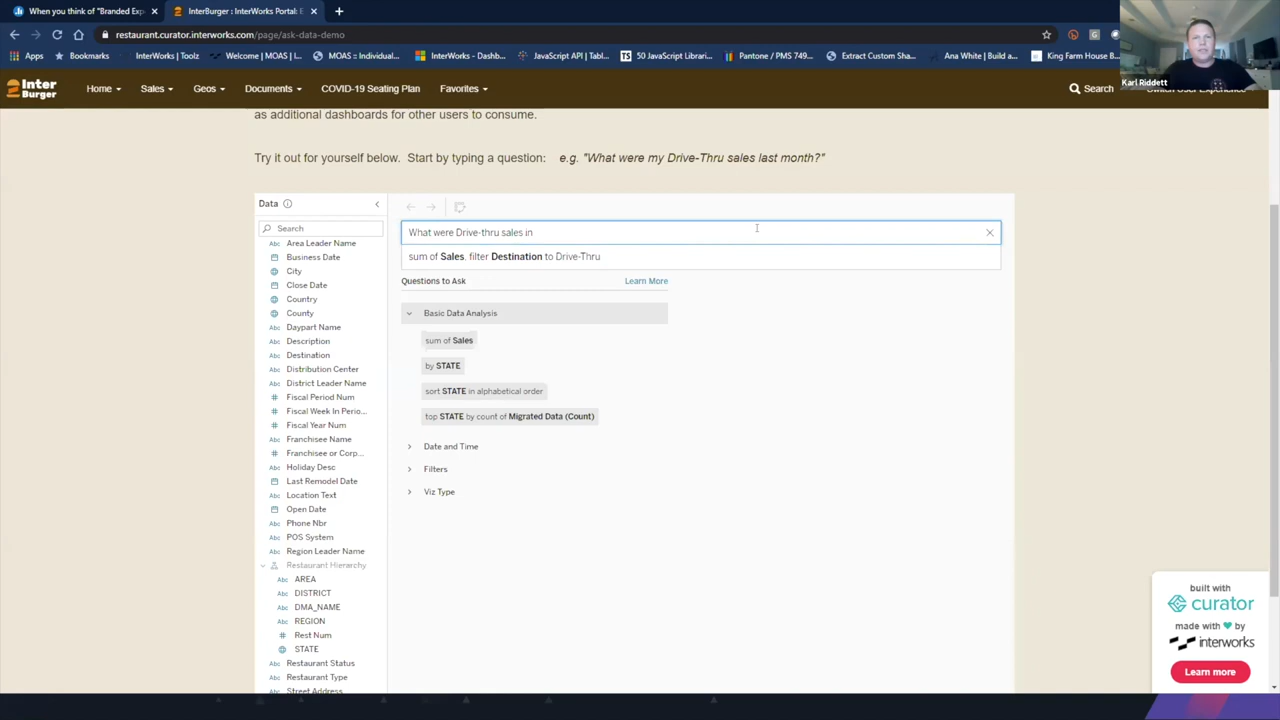 When you think of "Branded Exp
InterBurger : InterWorks Portal: E
restaurant.curator.interworks.com/page/ask-data-demo
Apps
Bookmarks
InterWorks | Toolz
Welcome | MOAS | In...
MOAS = Individual...
InterWorks - Dashb...
JavaScript API | Tabl...
50 JavaScript Librari...
Pantone / PMS 749...
Extract Custom Sha...
Ana White | Build a...
King Farm House B...
Karl Riddett
Inter Burger
Home
Sales
Geos
Documents
COVID-19 Seating Plan
Favorites
Search
Switch User Experience
as additional dashboards for other users to consume.
Try it out for yourself below. Start by typing a question: e.g. "What were my Drive-Thru sales last month?"
Data
Search
Area Leader Name
Business Date
City
Close Date
Country
County
Daypart Name
Description
Destination
Distribution Center
District Leader Name
Fiscal Period Num
Fiscal Week In Perio...
Fiscal Year Num
Franchisee Name
Franchisee or Corp...
Holiday Desc
Last Remodel Date
Location Text
Open Date
Phone Nbr
POS System
Region Leader Name
Restaurant Hierarchy
AREA
DISTRICT
DMA_NAME
REGION
Rest Num
STATE
Restaurant Status
Restaurant Type
Street Address
What were Drive-thru sales in
sum of Sales, filter Destination to Drive-Thru
Questions to Ask
Learn More
Basic Data Analysis
sum of Sales
by STATE
sort STATE in alphabetical order
top STATE by count of Migrated Data (Count)
Date and Time
Filters
Viz Type
built with
curator
made with ♥ by
interworks
Learn more